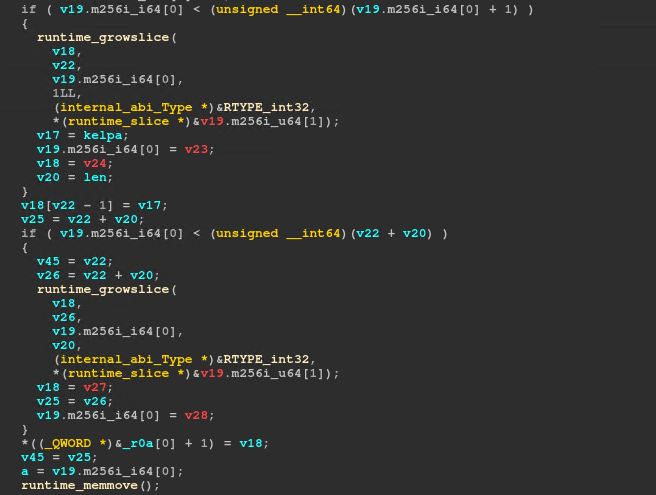 if ( v19.m256i_i64[0] < (unsigned __int64)(v19.m256i_i64[0] + 1) )
{
runtime_growslice(
v18,
v22,
v19.m256i_i64[0],
1LL,
(internal_abi_Type *)&RTYPE_int32,
*(runtime_slice *)&v19.m256i_u64[1]);
v17 = kelpa;
v19.m256i_i64[0] = v23;
v18 = v24;
v20 = len;
}
v18[v22 - 1] = v17;
v25 = v22 + v20;
if ( v19.m256i_i64[0] < (unsigned __int64)(v22 + v20) )
{
v45 = v22;
v26 = v22 + v20;
runtime_growslice(
v18,
v26,
v19.m256i_i64[0],
v20,
(internal_abi_Type *)&RTYPE_int32,
*(runtime_slice *)&v19.m256i_u64[1]);
v18 = v27;
v25 = v26;
v19.m256i_i64[0] = v28;
}
*((_QWORD *)&_r0a[0] + 1) = v18;
v45 = v25;
a = v19.m256i_i64[0];
runtime_memmove();